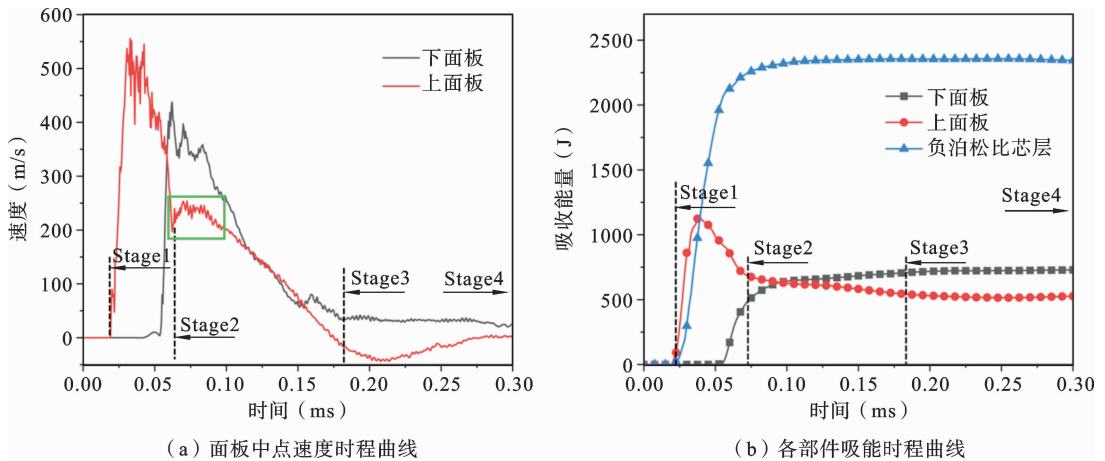 600
500
400
300
200
100
0
速度（m/s）
下面板
上面板
Stage1
Stage2
Stage3
Stage4
0.00 0.05 0.10 0.15 0.20 0.25 0.30
时间（ms）
（a）面板中点速度时程曲线
2500
2000
1500
1000
500
0
吸收能量（J）
下面板
上面板
负泊松比芯层
Stage1
Stage2
Stage3
Stage4
0.00 0.05 0.10 0.15 0.20 0.25 0.30
时间（ms）
（b）各部件吸能时程曲线